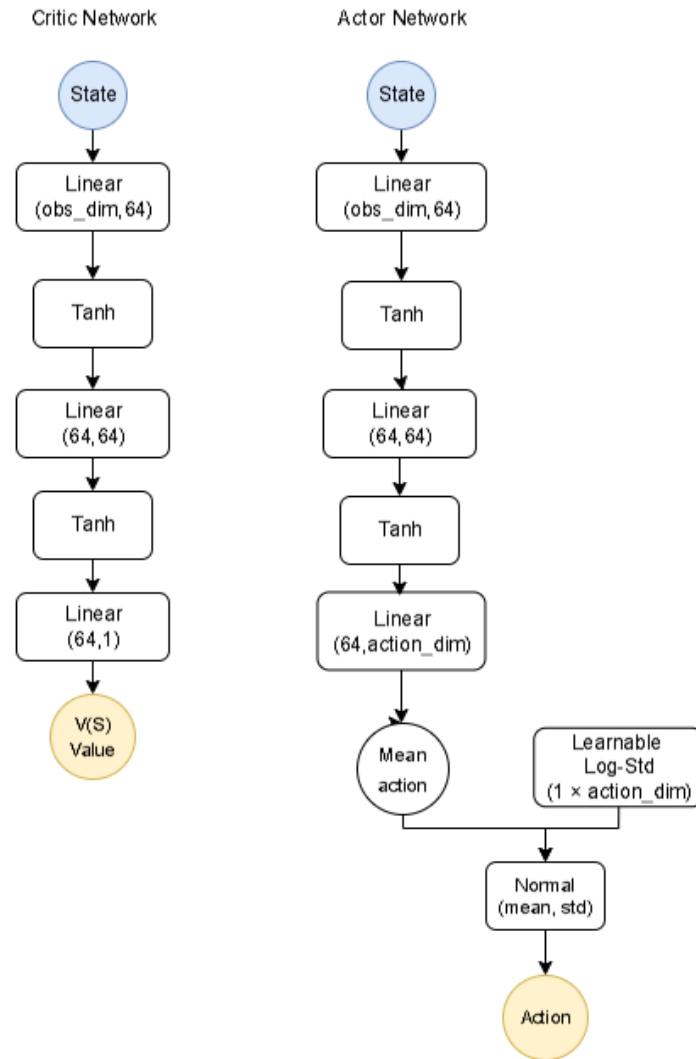 Critic Network
State
Linear
(obs_dim,64)
Tanh
Linear
(64,64)
Tanh
Linear
(64,1)
V(S)
Value
Actor Network
State
Linear
(obs_dim,64)
Tanh
Linear
(64,64)
Tanh
Linear
(64,action_dim)
Mean
action
Learnable
Log-Std
(1 × action_dim)
Normal
(mean, std)
Action